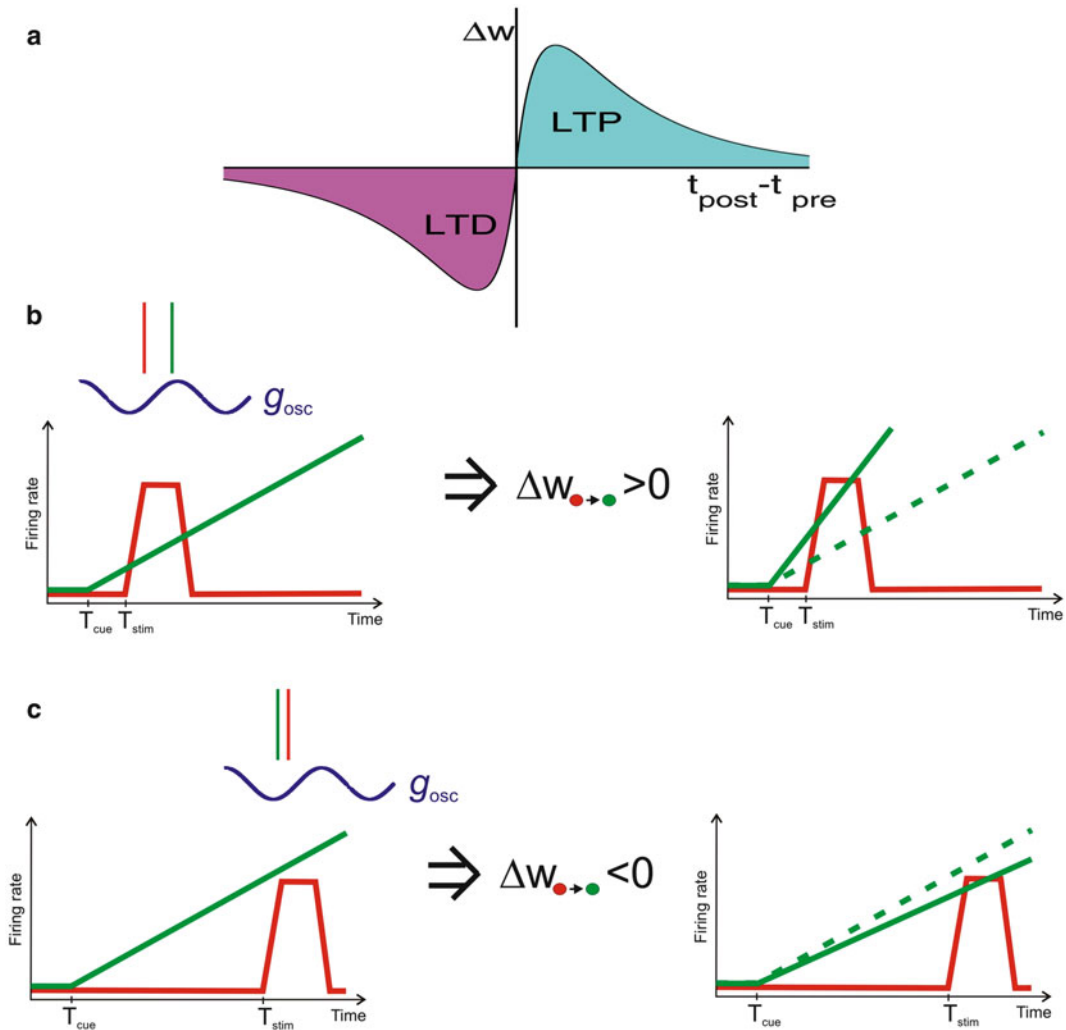 a
Δw
LTP
t post - t pre
LTD
b
g osc
Firing rate
T cue
T stim
Time
⇒ Δw → >0
Firing rate
T cue
T stim
Time
c
g osc
Firing rate
T cue
T stim
Time
⇒ Δw → <0
Firing rate
T cue
T stim
Time